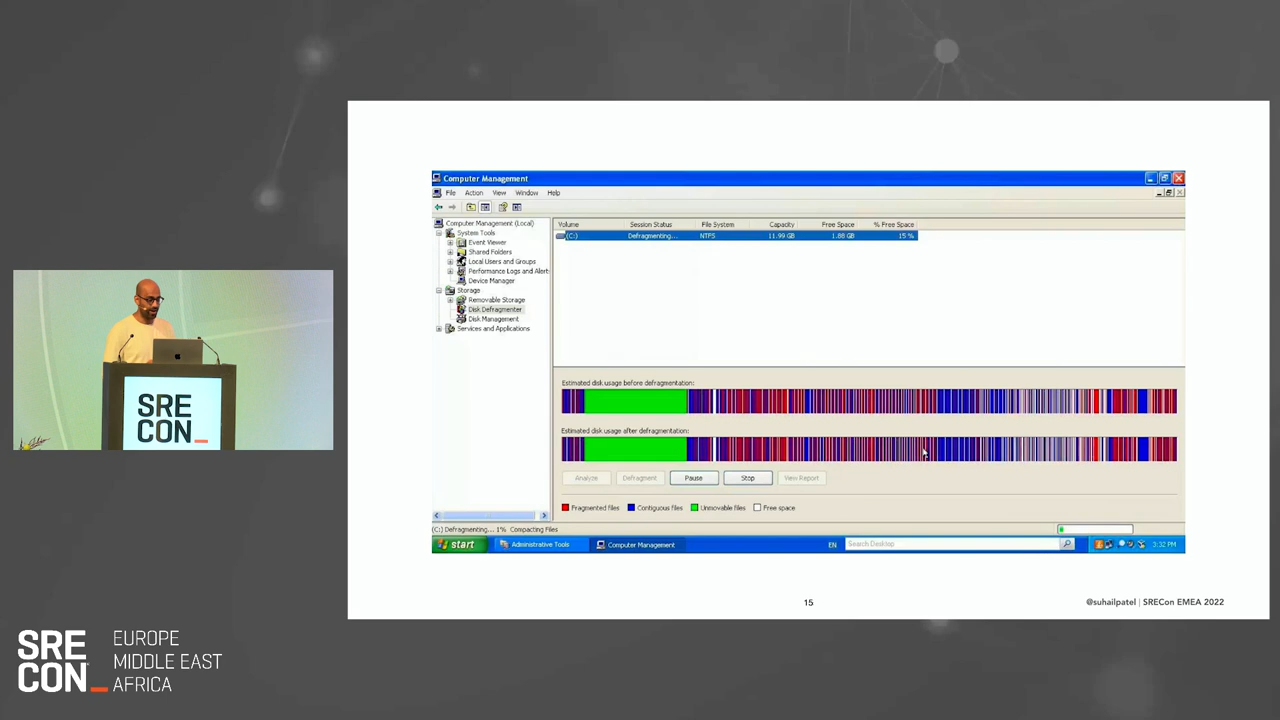 Computer Management
File Action View Window Help
Computer Management (Local)
System Tools
Event Viewer
Shared Folders
Local Users and Groups
Performance Logs and Alert
Device Manager
Storage
Removable Storage
Disk Defragmenter
Disk Management
Services and Applications
Volume Session Status File System Capacity Free Space % Free Space
(C:) Defragmenting... NTFS 11.99 GB 1.88 GB 15 %
Estimated disk usage before defragmentation:
Estimated disk usage after defragmentation:
Analyze Defragment Pause Stop View Report
Fragmented files Contiguous files Unmovable files Free space
(C:) Defragmenting... 1% Compacting Files
start Administrative Tools Computer Management EN Search Desktop 3:32 PM
15
@suhailpatel | SRECon EMEA 2022
SRE
CON_
SRE
CON_
EUROPE
MIDDLE EAST
AFRICA